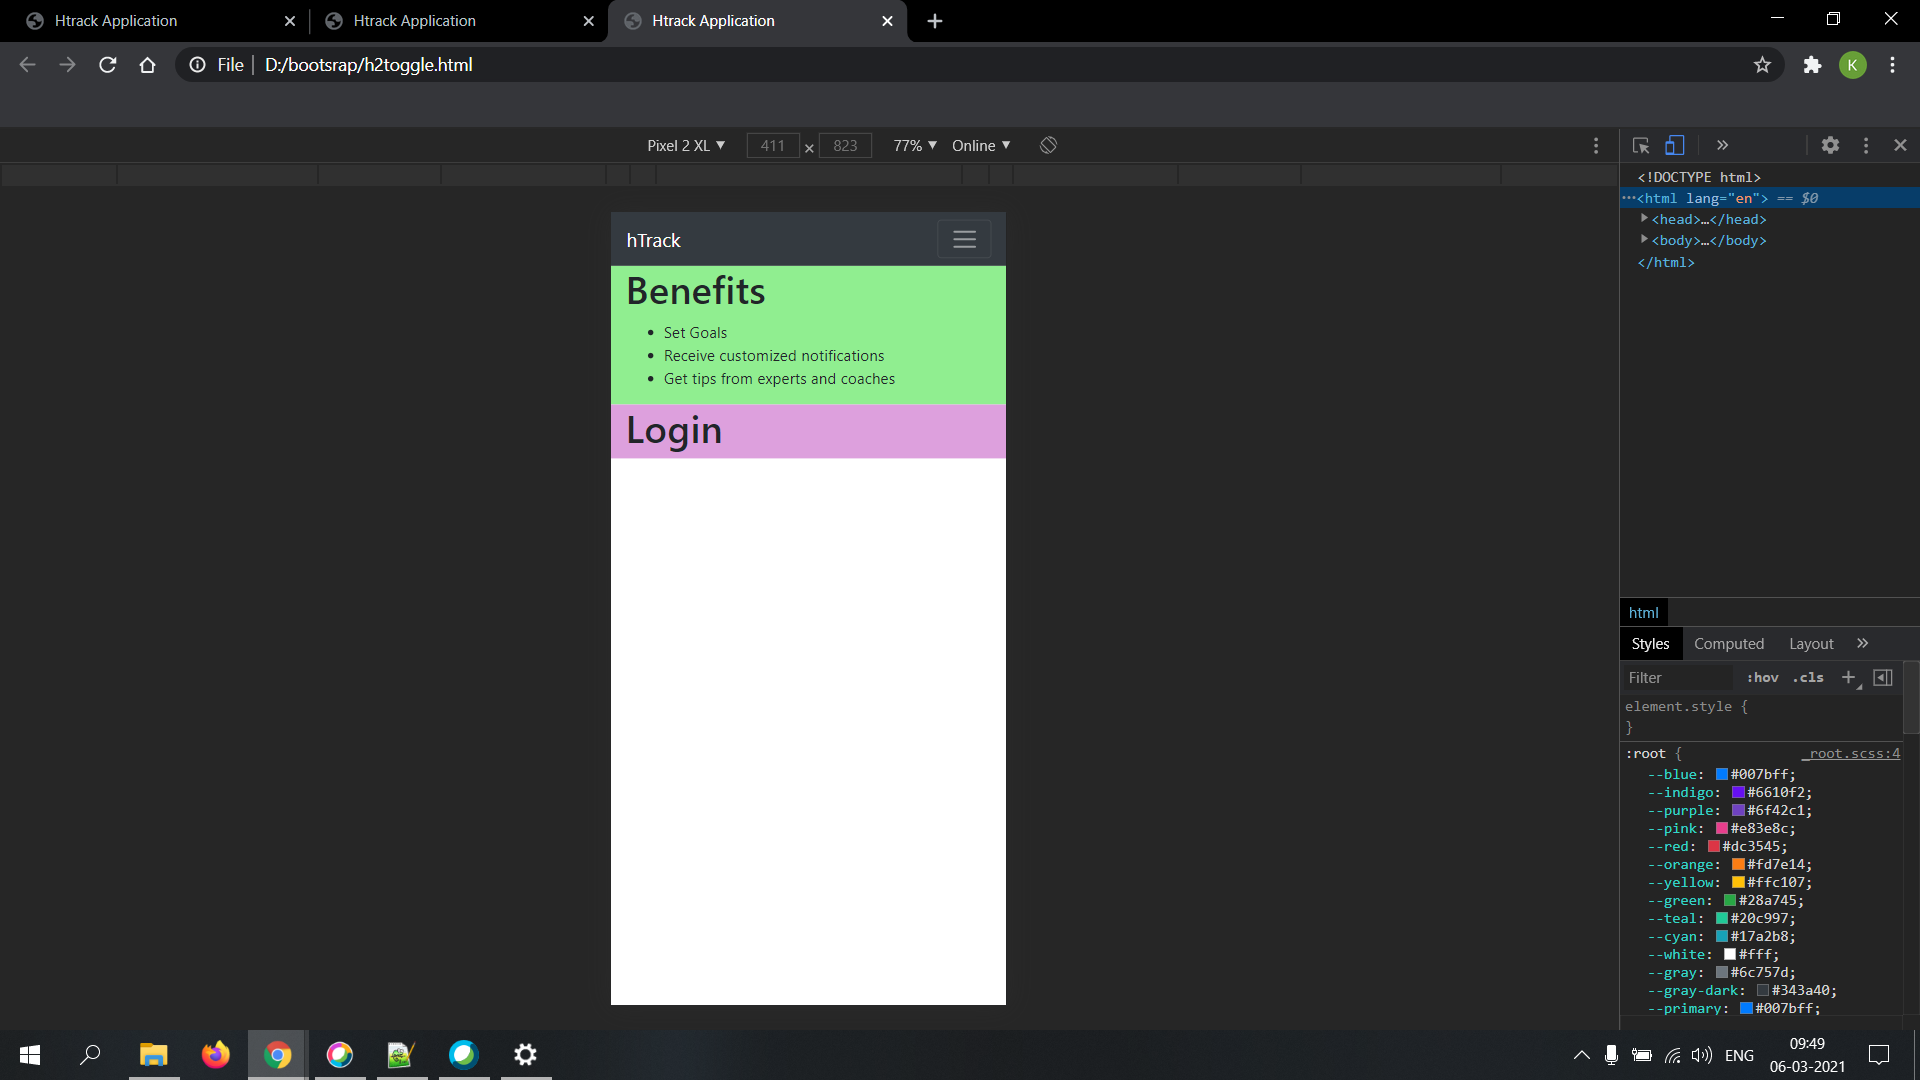 Htrack Application
Htrack Application
Htrack Application
File D:/bootsrap/h2toggle.html
K
Pixel 2 XL 411 × 823 77% Online
<!DOCTYPE html>
<html lang="en"> == $0
<head>…</head>
<body>…</body>
</html>
hTrack
Benefits
Set Goals
Receive customized notifications
Get tips from experts and coaches
Login
html
Styles Computed Layout
Filter :hov .cls
element.style {
}
:root { _root.scss:4
--blue: #007bff;
--indigo: #6610f2;
--purple: #6f42c1;
--pink: #e83e8c;
--red: #dc3545;
--orange: #fd7e14;
--yellow: #ffc107;
--green: #28a745;
--teal: #20c997;
--cyan: #17a2b8;
--white: #fff;
--gray: #6c757d;
--gray-dark: #343a40;
--primary: #007bff;
ENG
09:49
06-03-2021